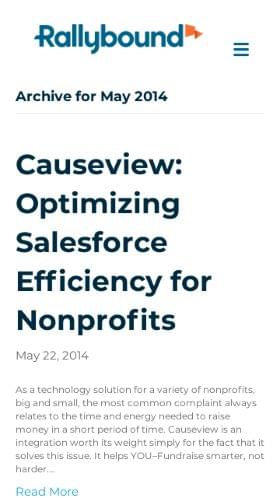 Rallybound
Archive for May 2014
Causeview:
Optimizing
Salesforce
Efficiency for
Nonprofits
May 22, 2014
As a technology solution for a variety of nonprofits,
big and small, the most common complaint always
relates to the time and energy needed to raise
money in a short period of time. Causeview is an
integration worth its weight simply for the fact that it
solves this issue. It helps YOU–Fundraise smarter, not
harder.…
Read More